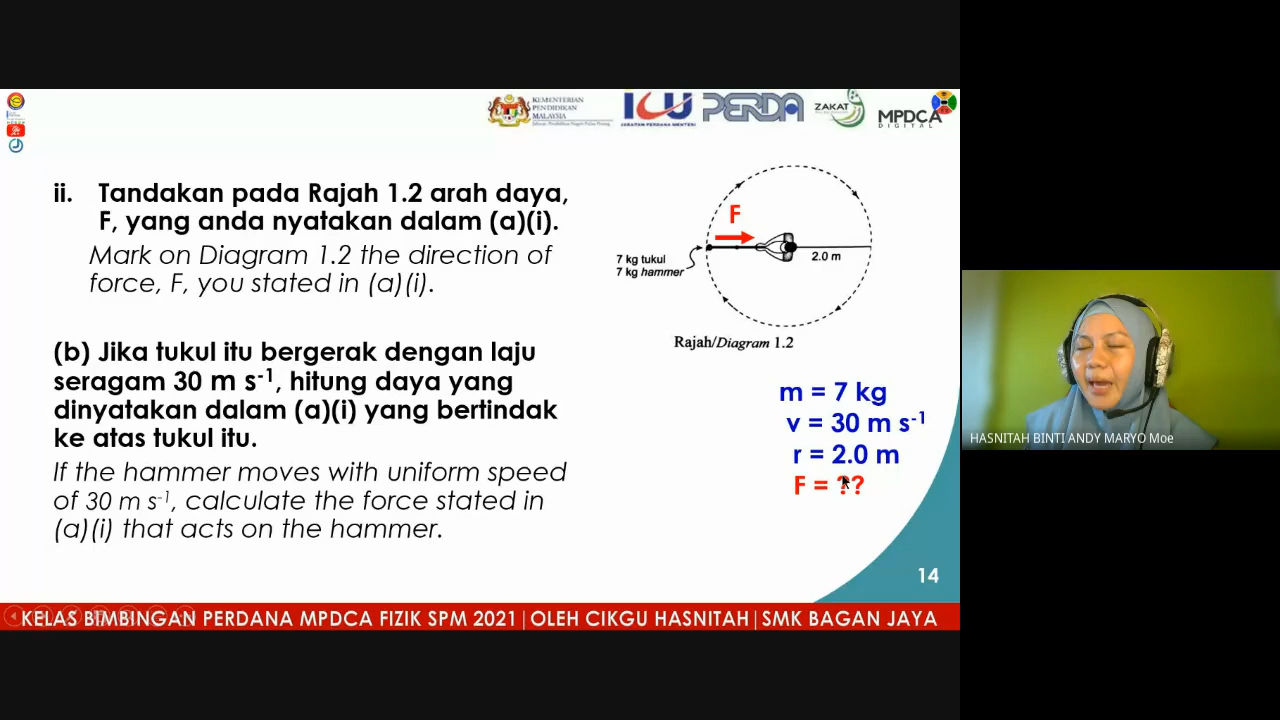 KEMENTERIAN
PENDIDIKAN
MALAYSIA
ICU
JABATAN PERDANA MENTERI
PERDA
ZAKAT
MPDCA
DIGITAL
ii. Tandakan pada Rajah 1.2 arah daya,
F, yang anda nyatakan dalam (a)(i).
Mark on Diagram 1.2 the direction of
force, F, you stated in (a)(i).
F
7 kg tukul
7 kg hammer
2.0 m
Rajah/Diagram 1.2
(b) Jika tukul itu bergerak dengan laju
seragam 30 m s⁻¹, hitung daya yang
dinyatakan dalam (a)(i) yang bertindak
ke atas tukul itu.
If the hammer moves with uniform speed
of 30 m s⁻¹, calculate the force stated in
(a)(i) that acts on the hammer.
m = 7 kg
v = 30 m s⁻¹
r = 2.0 m
F = ??
14
KELAS BIMBINGAN PERDANA MPDCA FIZIK SPM 2021|OLEH CIKGU HASNITAH|SMK BAGAN JAYA
HASNITAH BINTI ANDY MARYO Moe